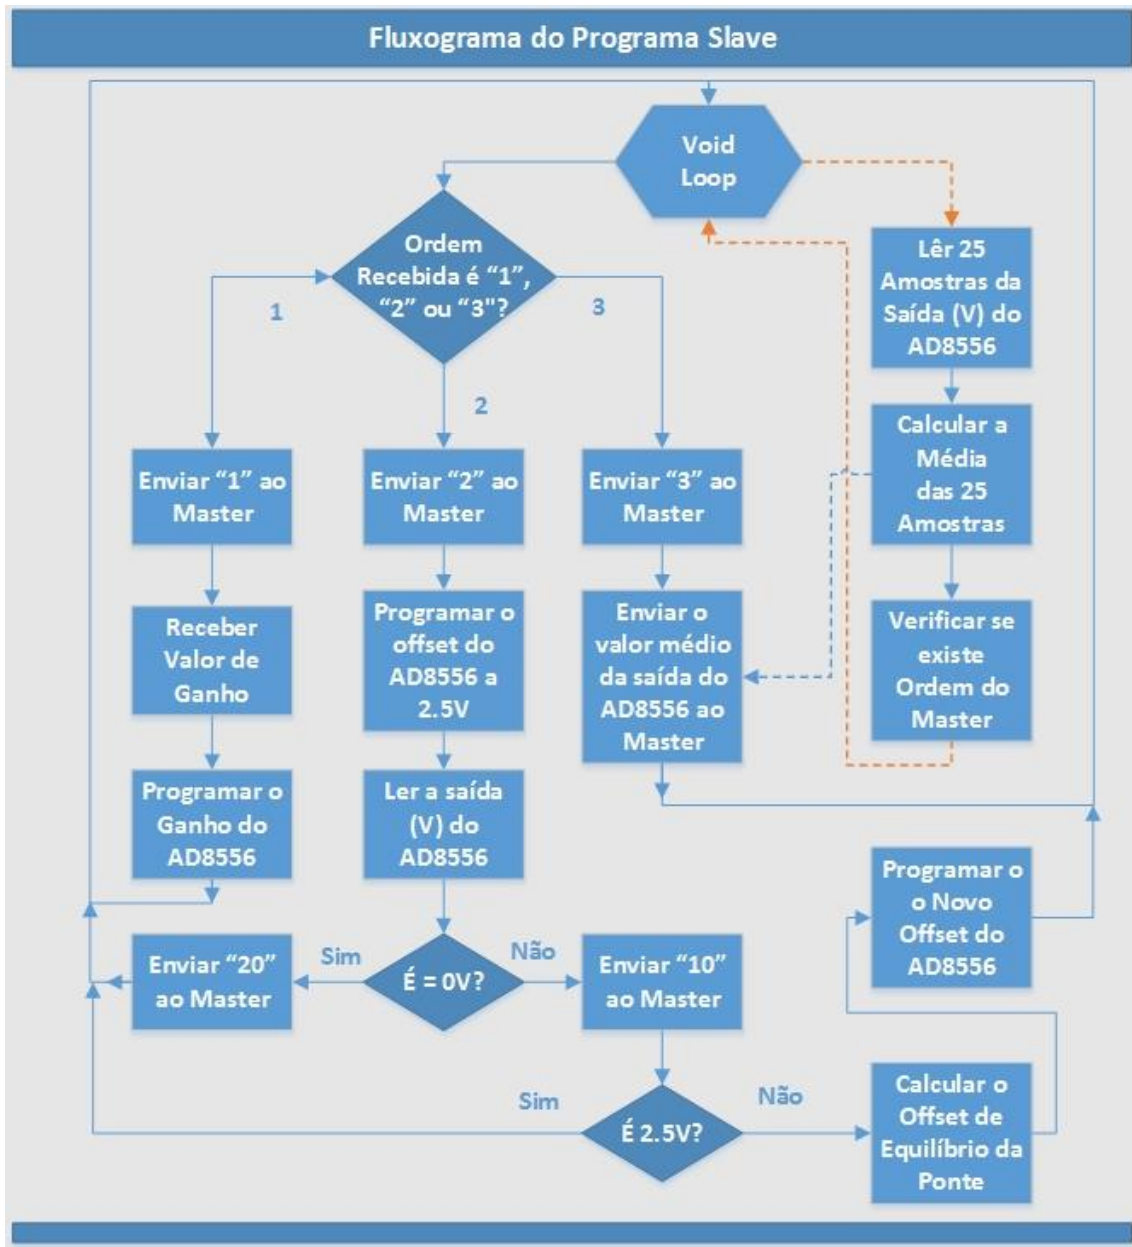 Fluxograma do Programa Slave
Void
Loop
Ordem
Recebida é “1”,
“2” ou “3"?
1
2
3
Lêr 25
Amostras da
Saída (V) do
AD8556
Calcular a
Média
das 25
Amostras
Verificar se
existe
Ordem do
Master
Enviar “1” ao
Master
Enviar “2” ao
Master
Enviar “3” ao
Master
Receber
Valor de
Ganho
Programar o
offset do
AD8556 a
2.5V
Enviar o
valor médio
da saída do
AD8556 ao
Master
Programar o
Ganho do
AD8556
Ler a saída
(V) do
AD8556
Enviar “20”
ao Master
Sim
É = 0V?
Não
Enviar “10”
ao Master
Programar o
o Novo
Offset do
AD8556
Sim
É 2.5V?
Não
Calcular o
Offset de
Equilíbrio da
Ponte